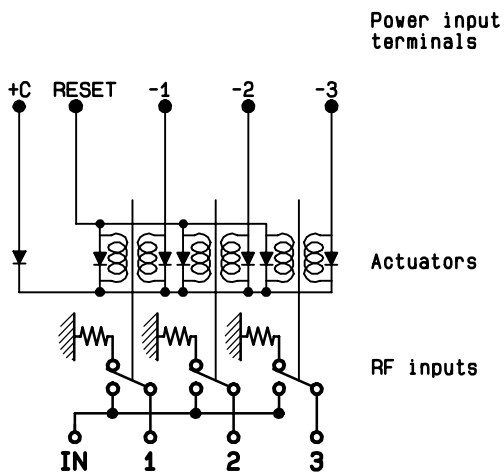 Power input
terminals
+C RESET -1 -2 -3
Actuators
RF inputs
IN 1 2 3